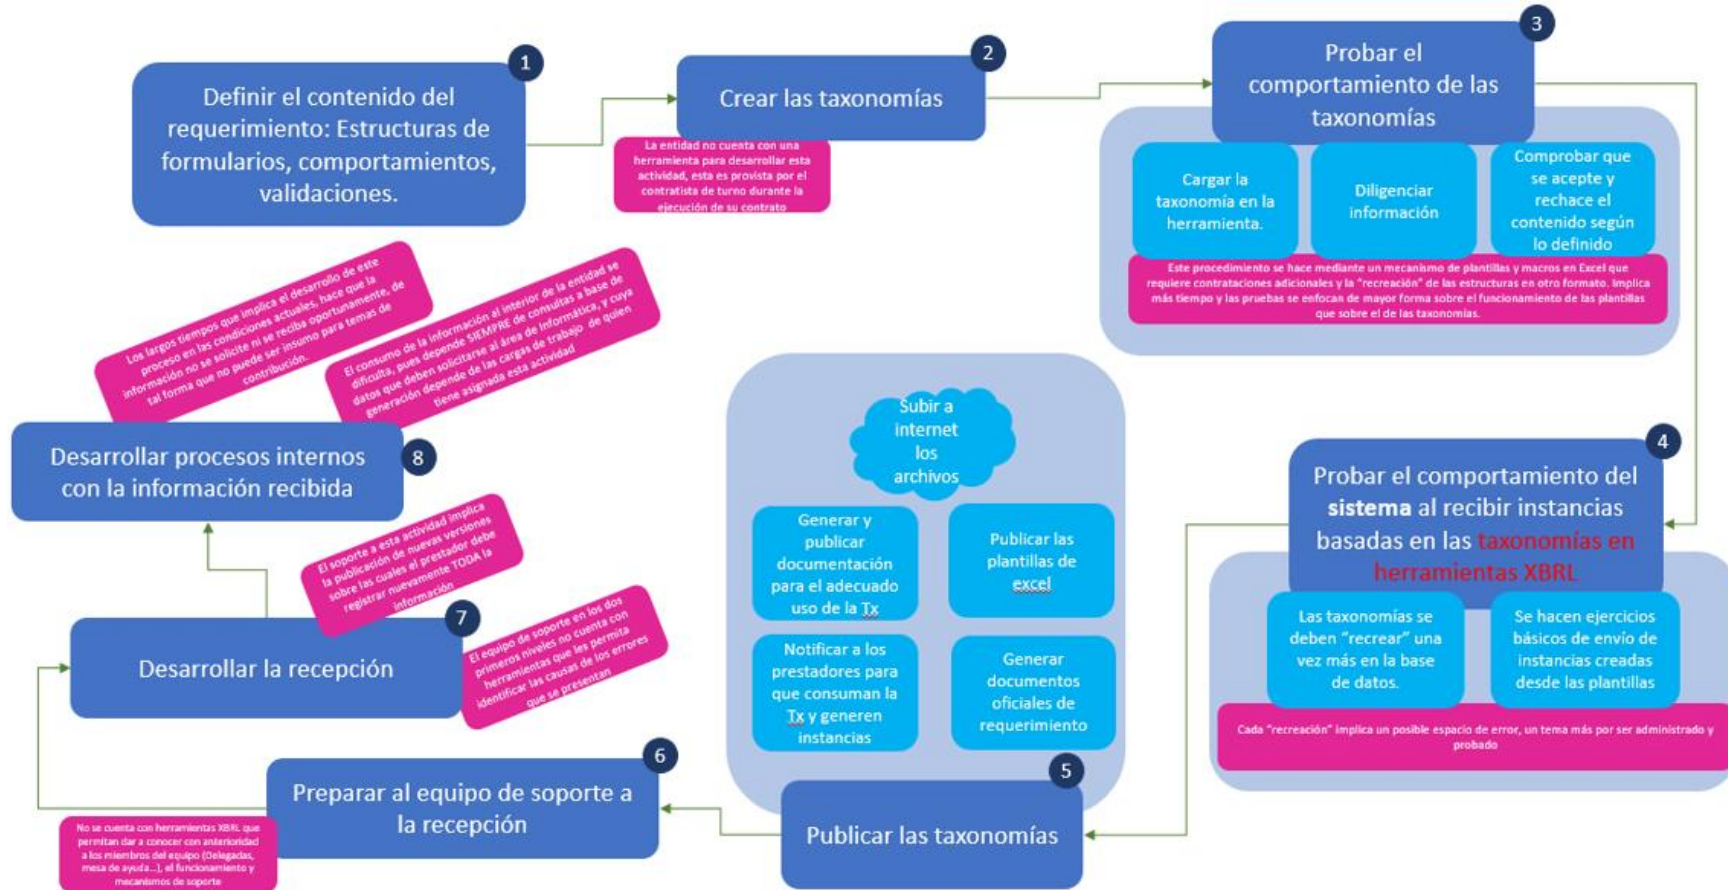 1
Definir el contenido del
requerimiento: Estructuras de
formularios, comportamientos,
validaciones.
2
Crear las taxonomías
La entidad no cuenta con una
herramienta para desarrollar esta
actividad, esta es provista por el
contratista de turno durante la
ejecución de su contrato
3
Probar el
comportamiento de las
taxonomías
Cargar la
taxonomía en la
herramienta.
Diligenciar
información
Comprobar que
se acepte y
rechace el
contenido según
lo definido
Este procedimiento se hace mediante un mecanismo de plantillas y macros en Excel que
requiere contrataciones adicionales y la "recreación" de las estructuras en otro formato. Implica
más tiempo y las pruebas se enfocan de mayor forma sobre el funcionamiento de las plantillas
que sobre el de las taxonomías.
4
Probar el comportamiento del
sistema al recibir instancias
basadas en las taxonomías en
herramientas XBRL
Las taxonomías se
deben "recrear" una
vez más en la base
de datos.
Se hacen ejercicios
básicos de envío de
instancias creadas
desde las plantillas
Cada "recreación" implica un posible espacio de error, un tema más por ser administrado y
probado
Subir a
internet
los
archivos
Generar y
publicar
documentación
para el adecuado
uso de la Tx
Publicar las
plantillas de
excel
Notificar a los
prestadores para
que consuman la
Tx y generen
instancias
Generar
documentos
oficiales de
requerimiento
5
Publicar las taxonomías
6
Preparar al equipo de soporte a
la recepción
No se cuenta con herramientas XBRL que
permitan dar a conocer con anterioridad
a los miembros del equipo (Delegadas,
mesa de ayuda...), el funcionamiento y
mecanismos de soporte
7
Desarrollar la recepción
El soporte a esta actividad implica
la publicación de nuevas versiones
sobre las cuales el prestador debe
registrar nuevamente TODA la
información
El equipo de soporte en los dos
primeros niveles no cuenta con
herramientas que les permita
identificar las causas de los errores
que se presentan
8
Desarrollar procesos internos
con la información recibida
Los largos tiempos que implica el desarrollo de este
proceso en las condiciones actuales, hace que la
información no se solicite ni se reciba oportunamente, de
tal forma que no puede ser insumo para temas de
contribución.
El consumo de la información al interior de la entidad se
dificulta, pues depende SIEMPRE de consultas a base de
datos que deben solicitarse al área de Informática, y cuya
generación depende de las cargas de trabajo de quien
tiene asignada esta actividad